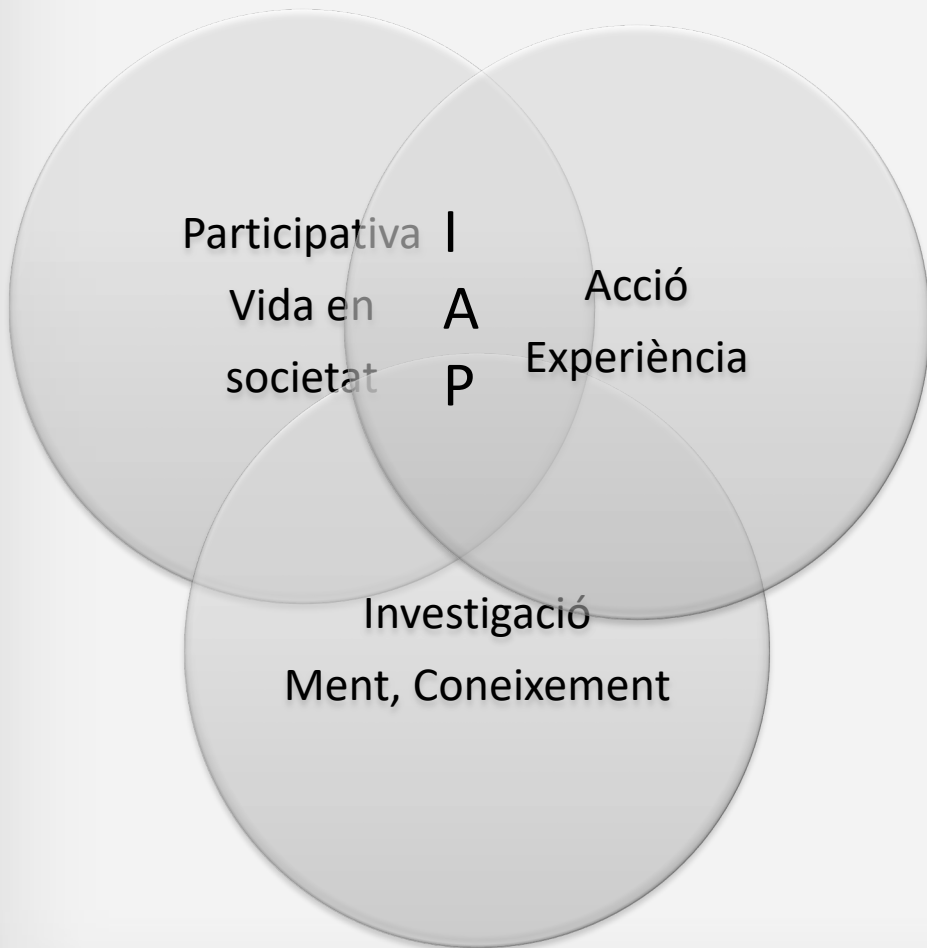 Participativa
Vida en
societat
I
A
P
Acció
Experiència
Investigació
Ment, Coneixement